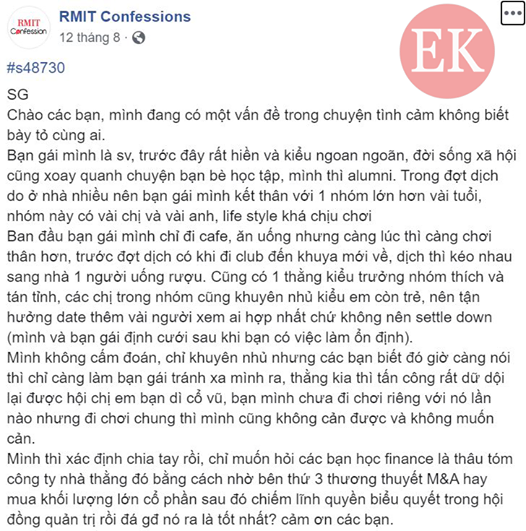 RMIT Confession
RMIT Confessions
12 tháng 8 ·
EK
#s48730
SG
Chào các bạn, mình đang có một vấn đề trong chuyện tình cảm không biết
bày tỏ cùng ai.
Bạn gái mình là sv, trước đây rất hiền và kiểu ngoan ngoãn, đời sống xã hội
cũng xoay quanh chuyện bạn bè học tập, mình thì alumni. Trong đợt dịch
do ở nhà nhiều nên bạn gái mình kết thân với 1 nhóm lớn hơn vài tuổi,
nhóm này có vài chị và vài anh, life style khá chịu chơi
Ban đầu bạn gái mình chỉ đi cafe, ăn uống nhưng càng lúc thì càng chơi
thân hơn, trước đợt dịch có khi đi club đến khuya mới về, dịch thì kéo nhau
sang nhà 1 người uống rượu. Cũng có 1 thằng kiểu trưởng nhóm thích và
tán tỉnh, các chị trong nhóm cũng khuyên nhủ kiểu em còn trẻ, nên tận
hưởng date thêm vài người xem ai hợp nhất chứ không nên settle down
(mình và bạn gái định cưới sau khi bạn có việc làm ổn định).
Mình không cấm đoán, chỉ khuyên nhủ nhưng các bạn biết đó giờ càng nói
thì chỉ càng làm bạn gái tránh xa mình ra, thằng kia thì tấn công rất dữ dội
lại được hội chị em bạn dì cổ vũ, bạn mình chưa đi chơi riêng với nó lần
nào nhưng đi chơi chung thì mình cũng không cản được và không muốn
cản.
Mình thì xác định chia tay rồi, chỉ muốn hỏi các bạn học finance là thâu tóm
công ty nhà thằng đó bằng cách nhờ bên thứ 3 thương thuyết M&A hay
mua khối lượng lớn cổ phần sau đó chiếm lĩnh quyền biểu quyết trong hội
đồng quản trị rồi đá gđ nó ra là tốt nhất? cảm ơn các bạn.